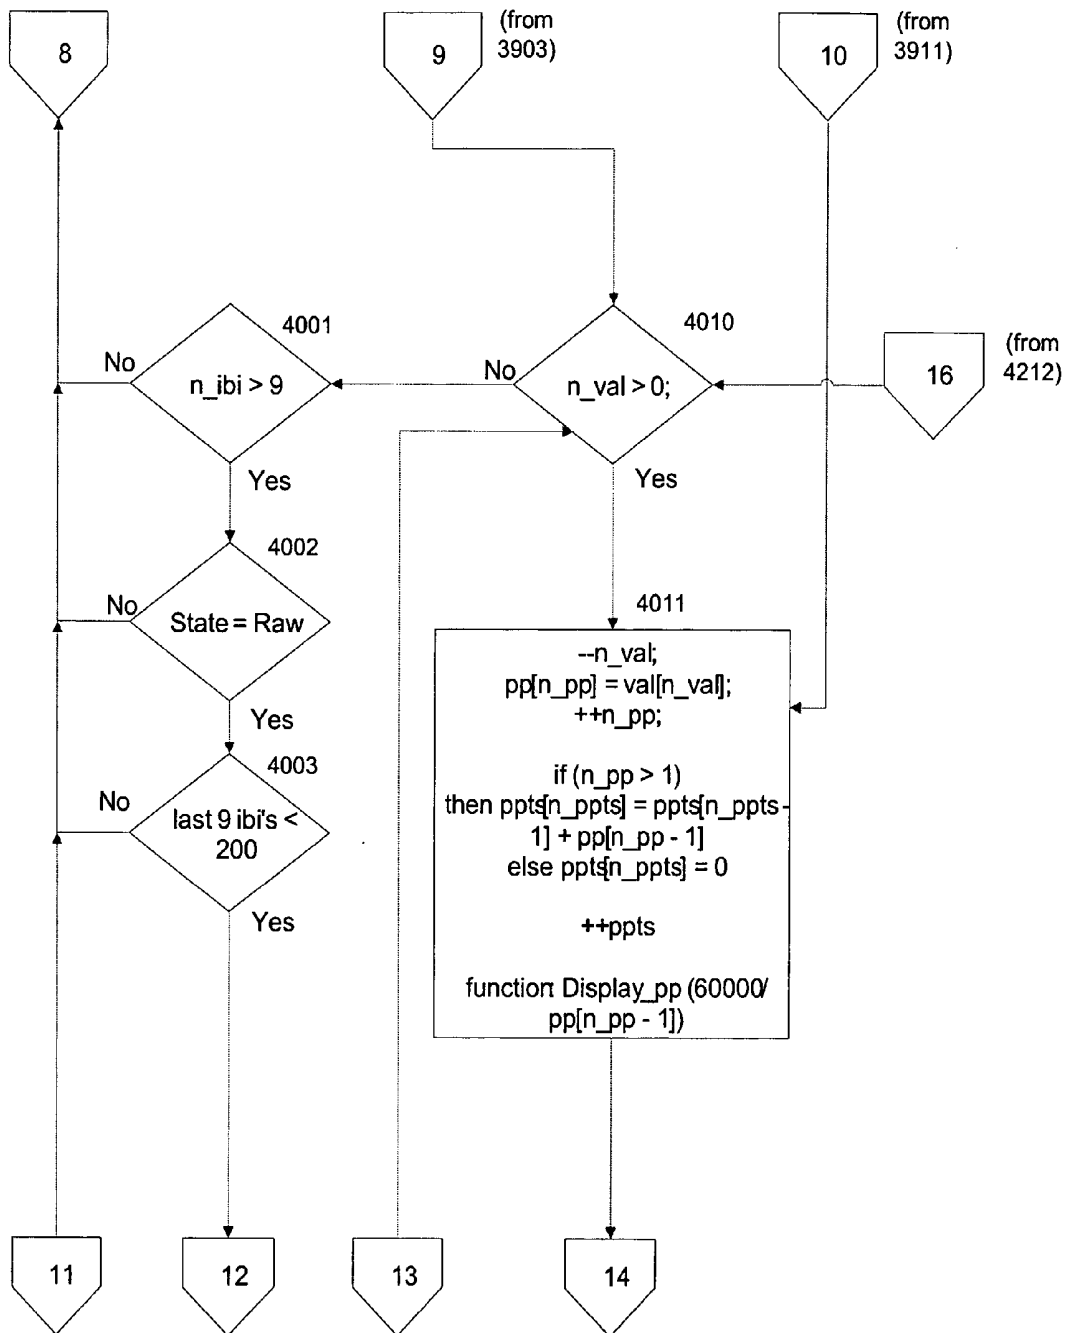 8
9
(from
3903)
10
(from
3911)
4001
No
n_ibi > 9
Yes
4010
No
n_val > 0;
Yes
16
(from
4212)
4002
No
State = Raw
Yes
4003
No
last 9 ibi's <
200
Yes
4011
--n_val;
pp[n_pp] = val[n_val];
++n_pp;
if (n_pp > 1)
then ppts[n_ppts] = ppts[n_ppts-
1] + pp[n_pp - 1]
else ppts[n_ppts] = 0
++ppts
function: Display_pp (60000/
pp[n_pp - 1])
11
12
13
14